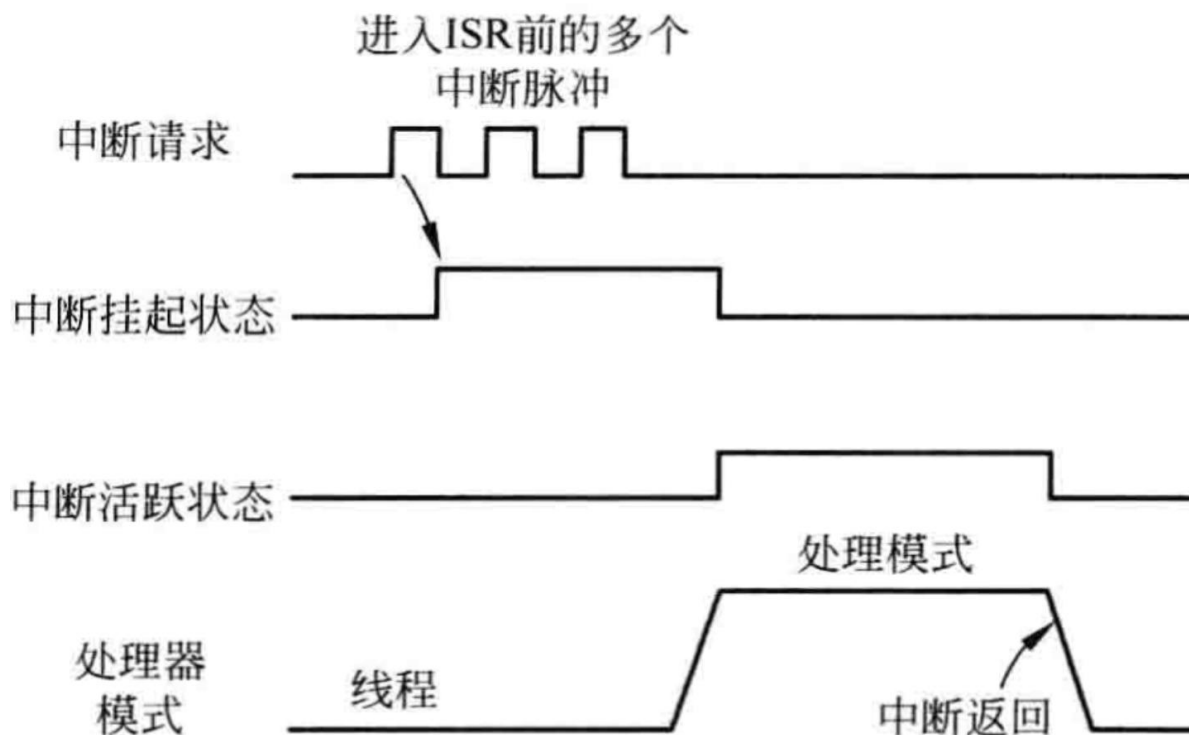 进入ISR前的多个
中断脉冲
中断请求
中断挂起状态
中断活跃状态
处理模式
处理器
模式
线程
中断返回